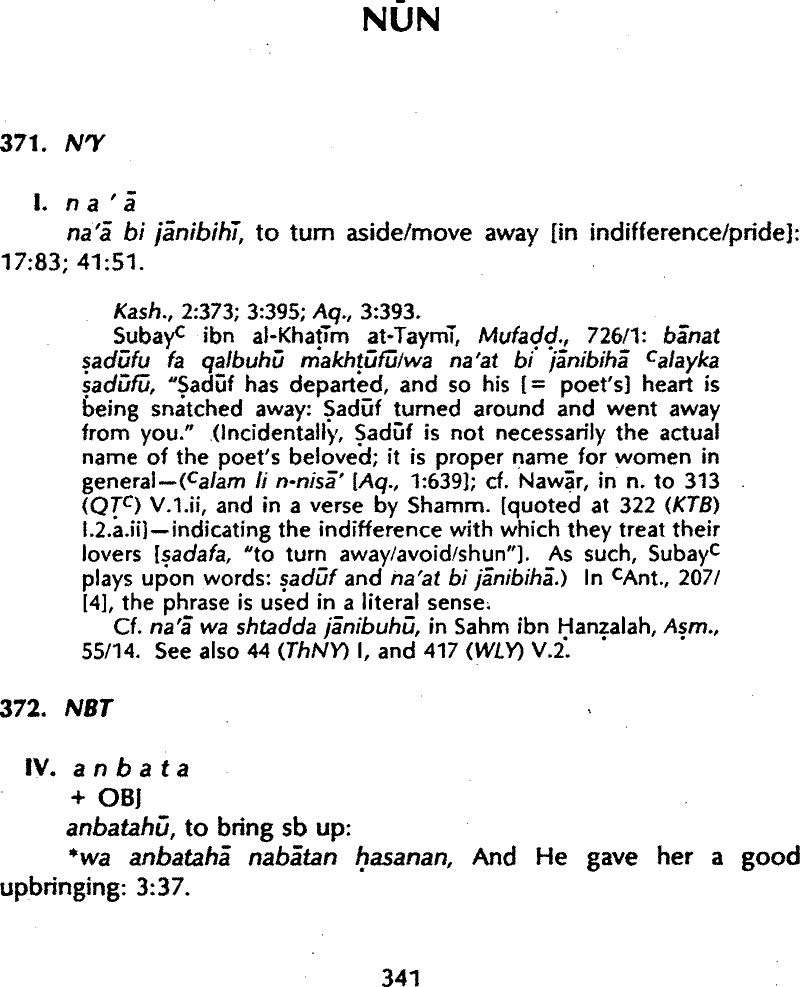 NŪN
371. N'Y
I. n a ' ā
na'ā bi jānibihī, to turn aside/move away [in indifference/pride]:
17:83; 41:51.
Kash., 2:373; 3:395; Aq., 3:393.
Subayᶜ ibn al-Khaṭīm at-Taymī, Mufaḍḍ., 726/1: bānat
ṣadūfu fa qalbuhū makhṭūfū/wa na'at bi jānibihā ᶜalayka
ṣadūfū, "Ṣadūf has departed, and so his [= poet's] heart is
being snatched away: Ṣadūf turned around and went away
from you." (Incidentally, Ṣadūf is not necessarily the actual
name of the poet's beloved; it is proper name for women in
general—(ᶜalam li n-nisā' [Aq., 1:639]; cf. Nawār, in n. to 313
(QṬᶜ) V.1.ii, and in a verse by Shamm. [quoted at 322 (KTB)
I.2.a.ii]—indicating the indifference with which they treat their
lovers [ṣadafa, "to turn away/avoid/shun"]. As such, Subayᶜ
plays upon words: ṣadūf and na'at bi jānibihā.) In ᶜAnt., 207/
[4], the phrase is used in a literal sense.
Cf. na'ā wa shtadda jānibuhū, in Sahm ibn Ḥanẓalah, Aṣm.,
55/14. See also 44 (ThNY) I, and 417 (WLY) V.2.
372. NBT
IV. a n b a t a
+ OBJ
anbatahū, to bring sb up:
*wa anbatahā nabātan ḥasanan, And He gave her a good
upbringing: 3:37.
341